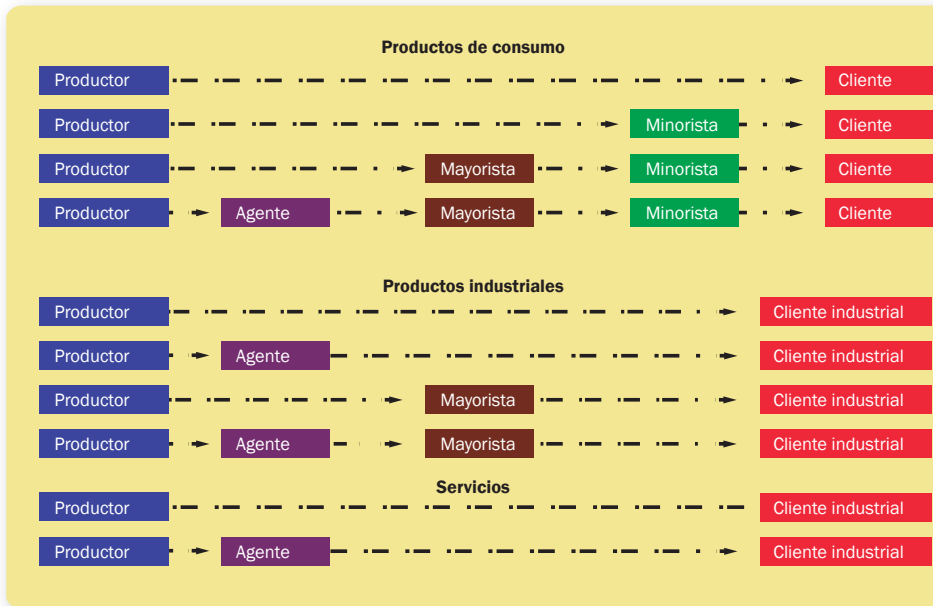 Productos de consumo
Productor Cliente
Productor Minorista Cliente
Productor Mayorista Minorista Cliente
Productor Agente Mayorista Minorista Cliente
Productos industriales
Productor Cliente industrial
Productor Agente Cliente industrial
Productor Mayorista Cliente industrial
Productor Agente Mayorista Cliente industrial
Servicios
Productor Cliente industrial
Productor Agente Cliente industrial